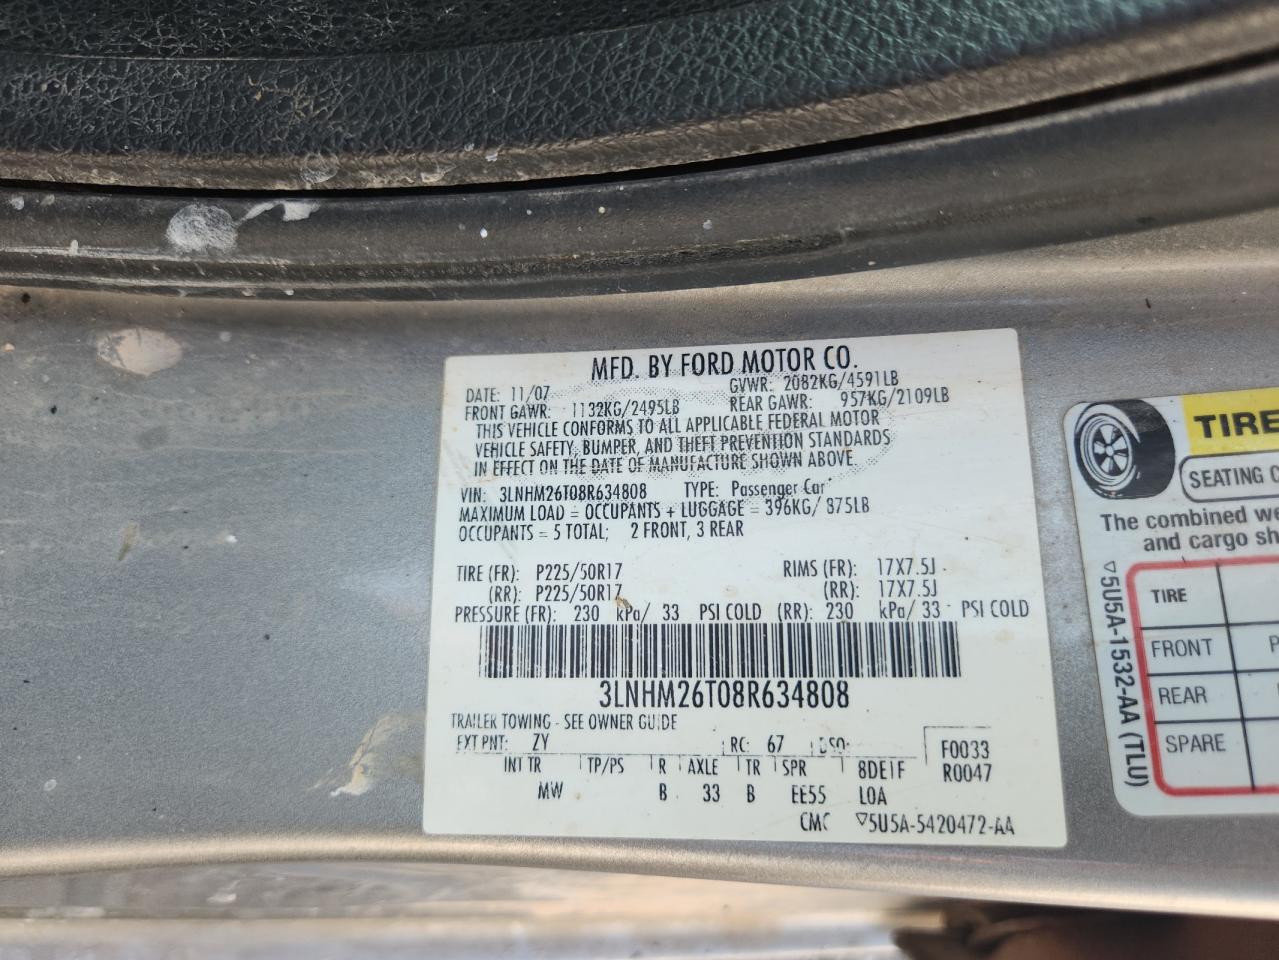 MFD. BY FORD MOTOR CO.
DATE: 11/07 GVWR: 2082KG/4591LB
FRONT GAWR: 1132KG/2495LB REAR GAWR: 957KG/2109LB
THIS VEHICLE CONFORMS TO ALL APPLICABLE FEDERAL MOTOR
VEHICLE SAFETY, BUMPER, AND THEFT PREVENTION STANDARDS
IN EFFECT ON THE DATE OF MANUFACTURE SHOWN ABOVE.
VIN: 3LNHM26T08R634808 TYPE: Passenger Car
MAXIMUM LOAD = OCCUPANTS + LUGGAGE = 396KG/ 875LB
OCCUPANTS = 5 TOTAL; 2 FRONT, 3 REAR
TIRE (FR): P225/50R17 RIMS (FR): 17X7.5J
(RR): P225/50R17 (RR): 17X7.5J
PRESSURE (FR): 230 kPa/ 33 PSI COLD (RR): 230 kPa/ 33 PSI COLD
3LNHM26T08R634808
TRAILER TOWING - SEE OWNER GUIDE
EXT PNT: ZY RC: 67 DSO: F0033
INT TR TP/PS R AXLE TR SPR 8DE1F R0047
MW B 33 B EE55 LOA
CMC ▽5U5A-5420472-AA
TIRE
SEATING
The combined
and cargo
TIRE
FRONT
REAR
SPARE
▽5U5A-1532-AA (TLU)